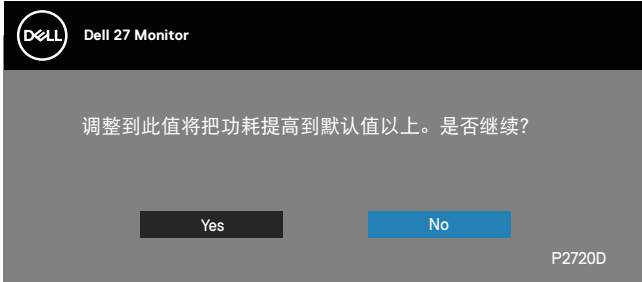 DELL
Dell 27 Monitor
调整到此值将把功耗提高到默认值以上。是否继续?
Yes
No
P2720D